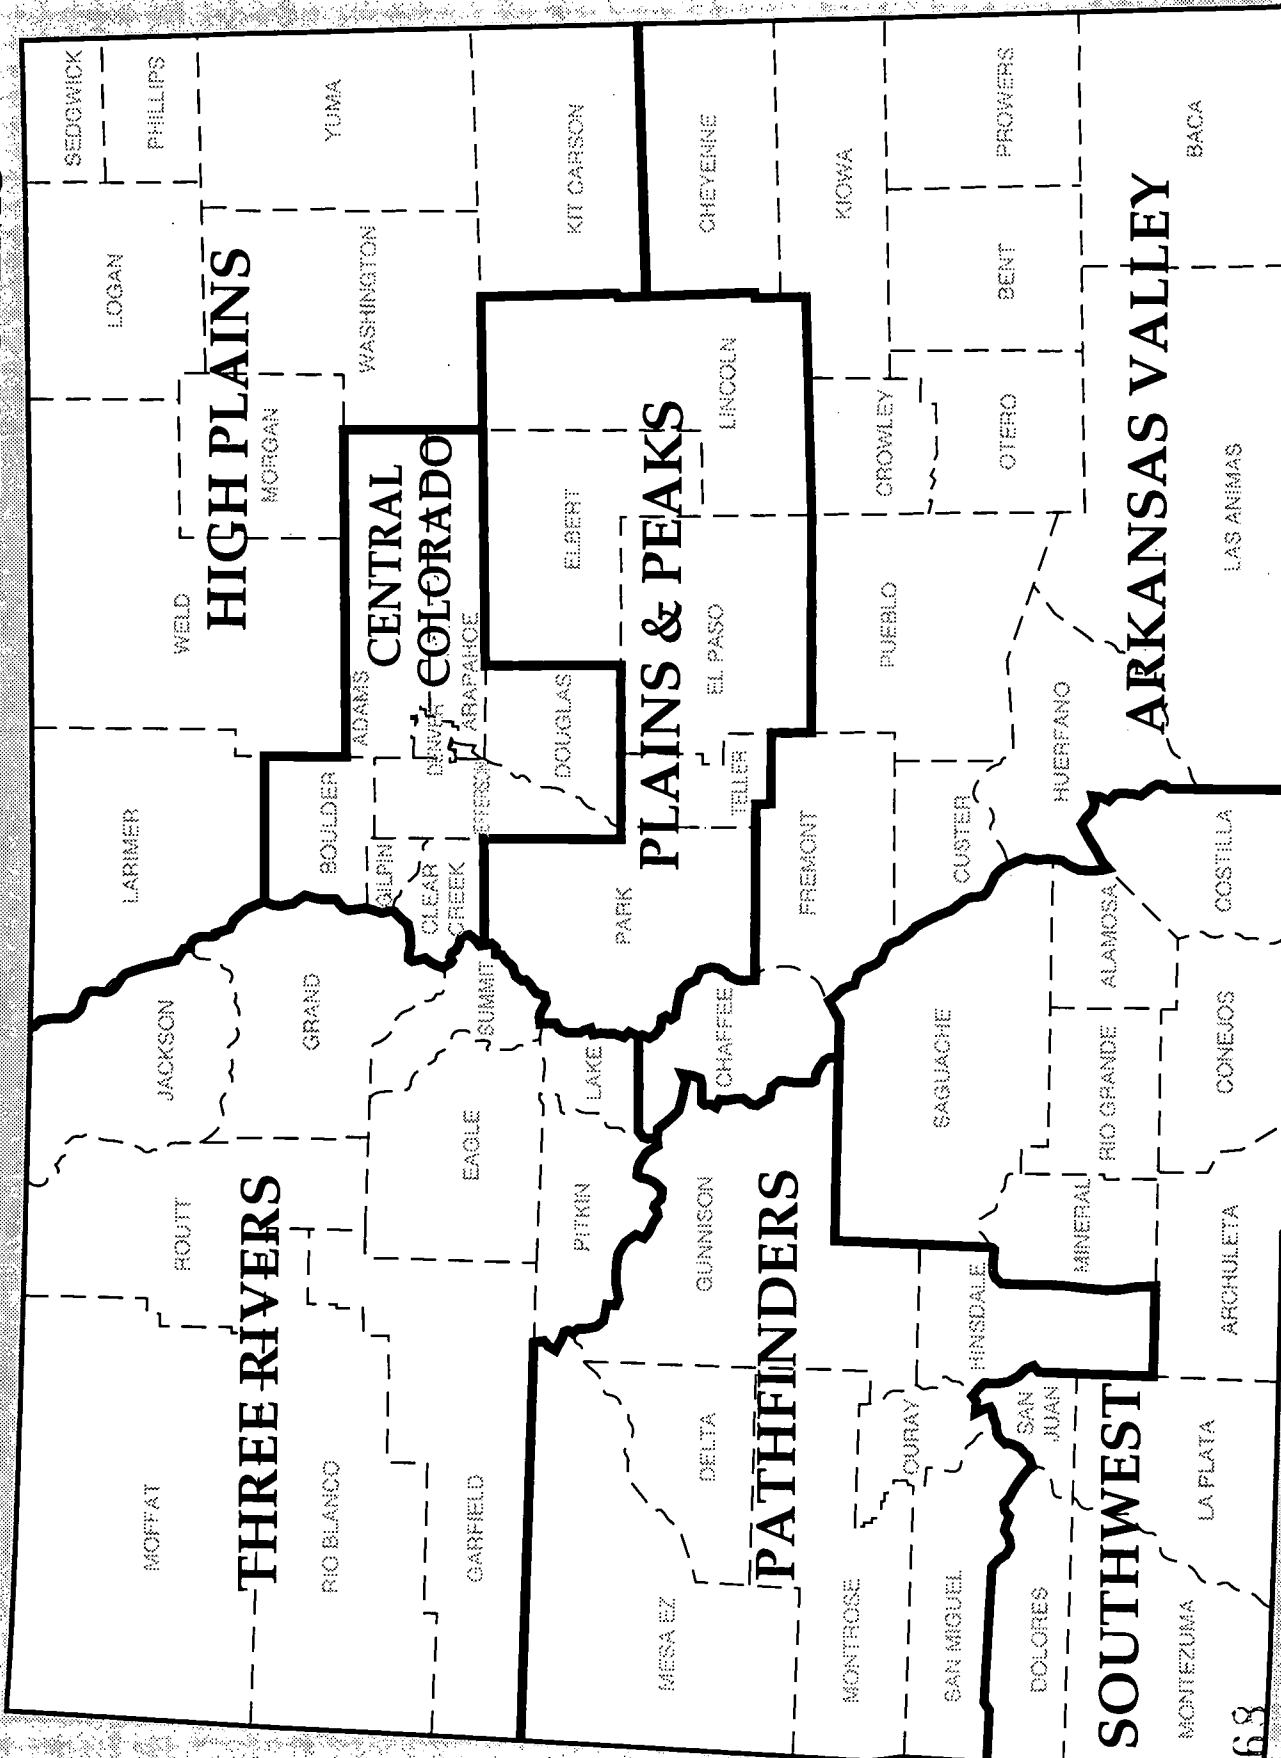 MOFFAT
ROUTT
JACKSON
LARIMER
WELD
LOGAN
SEDGWICK
PHILLIPS
THREE RIVERS
HIGH PLAINS
MORGAN
RIO BLANCO
GRAND
BOULDER
ADAMS
WASHINGTON
YUMA
GILPIN
CENTRAL
COLORADO
DENVER
CLEAR
CREEK
JEFFERSON
ARAPAHOE
GARFIELD
EAGLE
SUMMIT
DOUGLAS
ELBERT
KIT CARSON
PITKIN
LAKE
PARK
PLAINS & PEAKS
MESA EZ
DELTA
GUNNISON
CHAFFEE
TELLER
EL PASO
LINCOLN
CHEYENNE
PATHFINDERS
FREMONT
MONTROSE
OURAY
PUEBLO
CROWLEY
KIOWA
SAN MIGUEL
HINSDALE
SAGUACHE
CUSTER
OTERO
BENT
PROWERS
DOLORES
SAN
JUAN
MINERAL
RIO GRANDE
ALAMOSA
HUERFANO
SOUTHWEST
ARKANSAS VALLEY
MONTEZUMA
LA PLATA
ARCHULETA
CONEJOS
COSTILLA
LAS ANIMAS
BACA
68